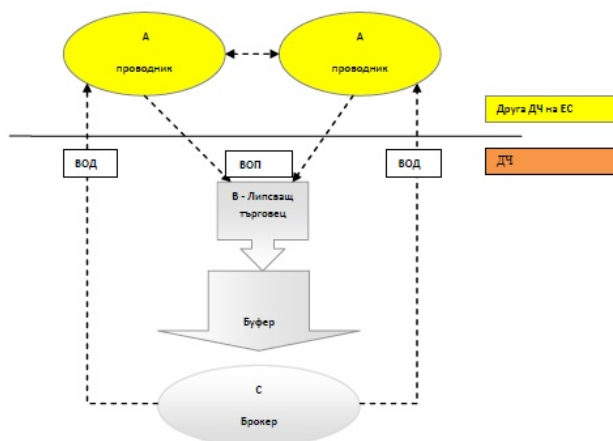 А
проводник
А
проводник
Друга ДЧ на ЕС
ВОД
ВОП
ВОД
ДЧ
В - Липсващ
търговец
Буфер
С
Брокер